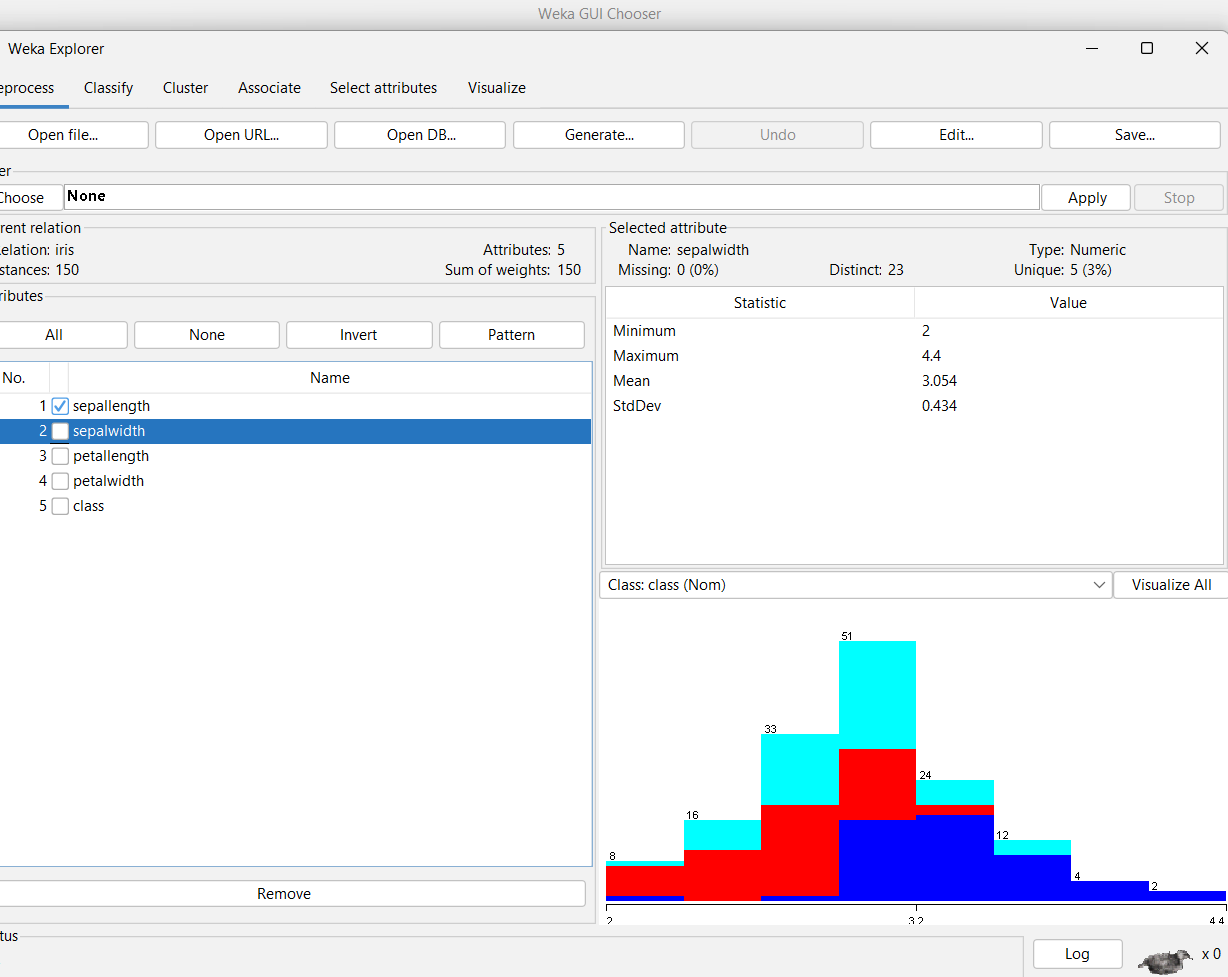 Weka GUI Chooser
Weka Explorer
eprocess Classify Cluster Associate Select attributes Visualize
Open file... Open URL... Open DB... Generate... Undo Edit... Save...
er
Choose None Apply Stop
rent relation
elation: iris Attributes: 5
stances: 150 Sum of weights: 150
ributes
All None Invert Pattern
No. Name
1 sepallength
2 sepalwidth
3 petallength
4 petalwidth
5 class
Remove
Selected attribute
Name: sepalwidth Type: Numeric
Missing: 0 (0%) Distinct: 23 Unique: 5 (3%)
Statistic Value
Minimum 2
Maximum 4.4
Mean 3.054
StdDev 0.434
Class: class (Nom) Visualize All
51
33
24
16
12
8
4
2
2 3.2 4.4
tus
Log x 0